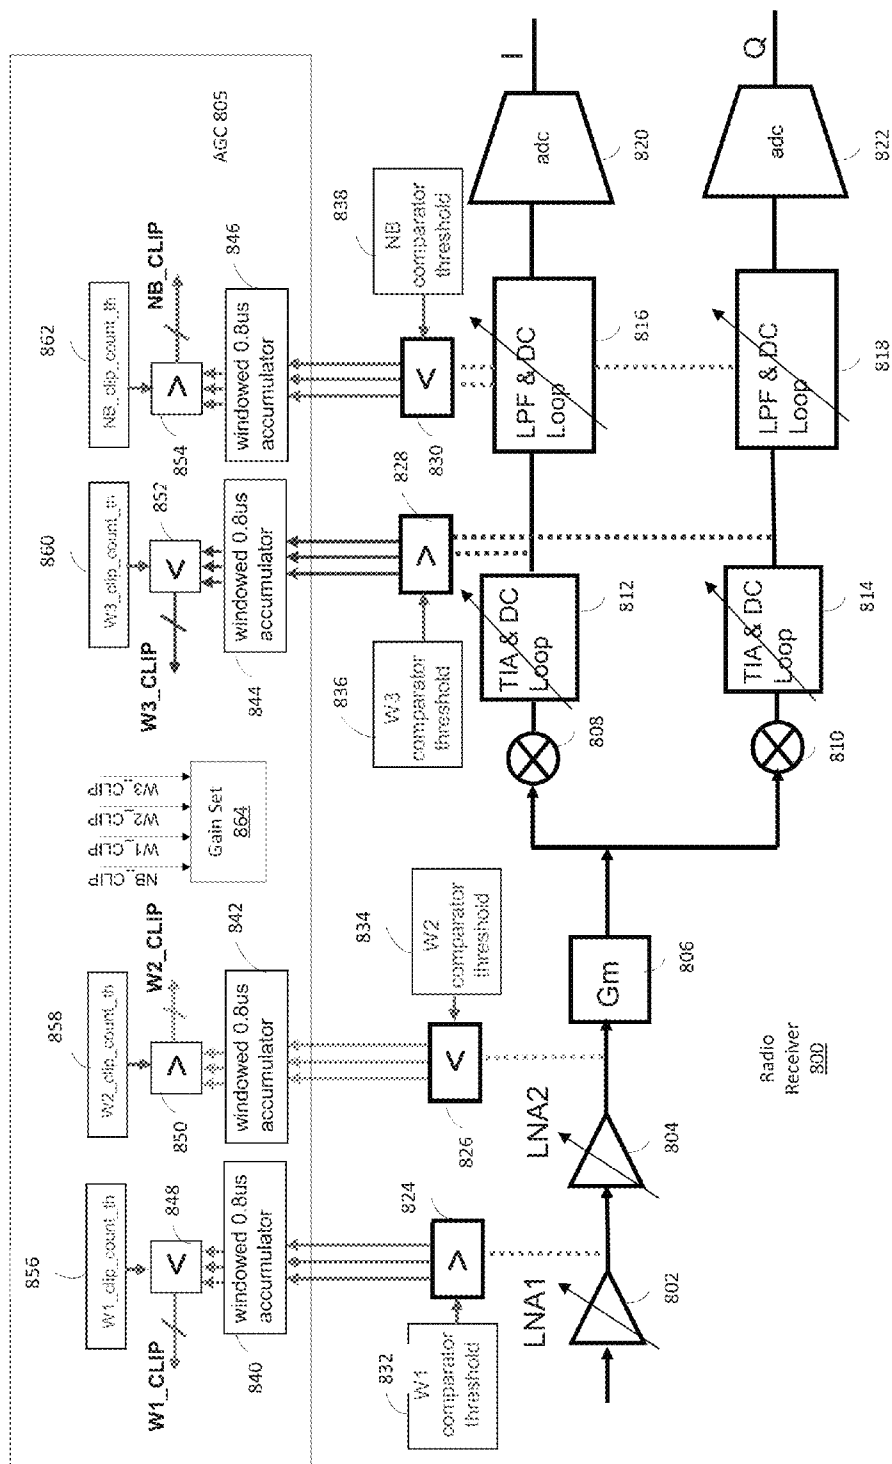 856
858
860
862
W1_clip_count_th
W2_clip_count_th
W3_clip_count_th
NB_clip_count_th
NB_CLIP
W1_CLIP
W2_CLIP
W3_CLIP
W1_CLIP
<
848
850
>
W2_CLIP
W3_CLIP
<
852
854
>
NB_CLIP
Gain Set
864
AGC 805
840
windowed 0.8us
accumulator
windowed 0.8us
accumulator
842
844
windowed 0.8us
accumulator
windowed 0.8us
accumulator
846
832
W1
comparator
threshold
>
824
826
<
W2
comparator
threshold
834
836
W3
comparator
threshold
>
828
830
<
NB
comparator
threshold
838
LNA1
802
LNA2
804
Gm
806
808
TIA & DC
Loop
812
LPF & DC
Loop
816
adc
820
I
810
TIA & DC
Loop
814
LPF & DC
Loop
818
adc
822
Q
Radio
Receiver
800